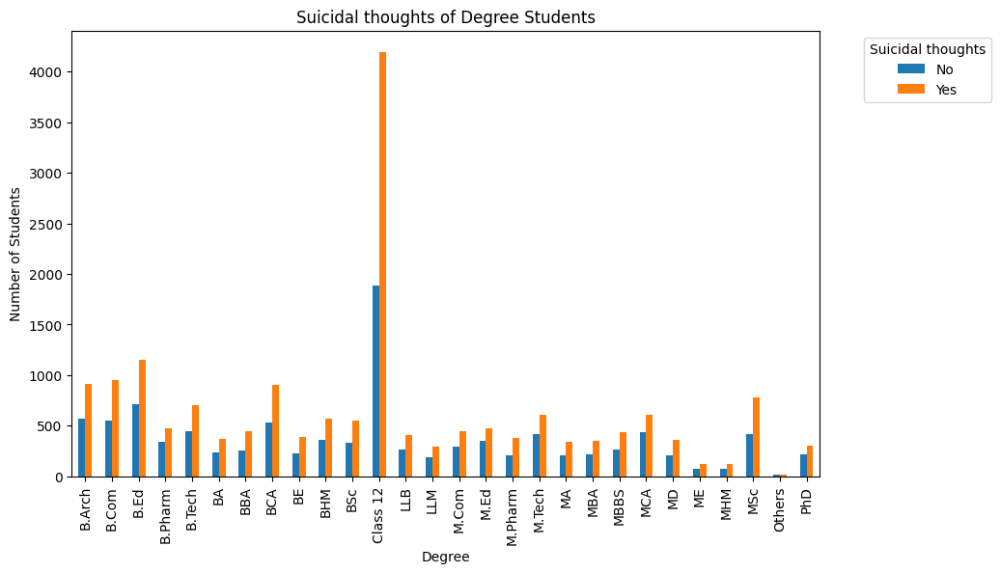 Suicidal thoughts of Degree Students
Suicidal thoughts
No
Yes
Number of Students
4000
3500
3000
2500
2000
1500
1000
500
0
B.Arch
B.Com
B.Ed
B.Pharm
B.Tech
BA
BBA
BCA
BE
BHM
BSc
Class 12
LLB
LLM
M.Com
M.Ed
M.Pharm
M.Tech
MA
MBA
MBBS
MCA
MD
ME
MHM
MSc
Others
PhD
Degree